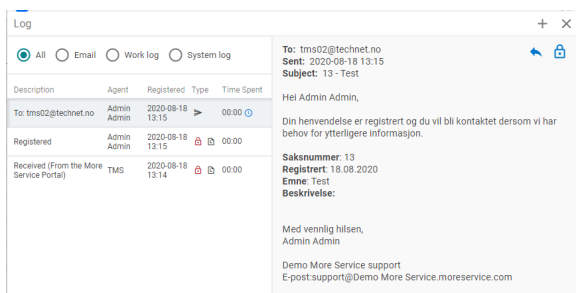 Log
All Email Work log System log
Description Agent Registered Type Time Spent
To: tms02@technet.no Admin Admin 2020-08-18 13:15 00:00
Registered Admin Admin 2020-08-18 13:15 00:00
Received (From the More Service Portal) TMS 2020-08-18 13:14 00:00
To: tms02@technet.no
Sent: 2020-08-18 13:15
Subject: 13 - Test
Hei Admin Admin,
Din henvendelse er registrert og du vil bli kontaktet dersom vi har
behov for ytterligere informasjon.
Saksnummer: 13
Registrert: 18.08.2020
Emne: Test
Beskrivelse:
Med vennlig hilsen,
Admin Admin
Demo More Service support
E-post:support@Demo More Service.moreservice.com